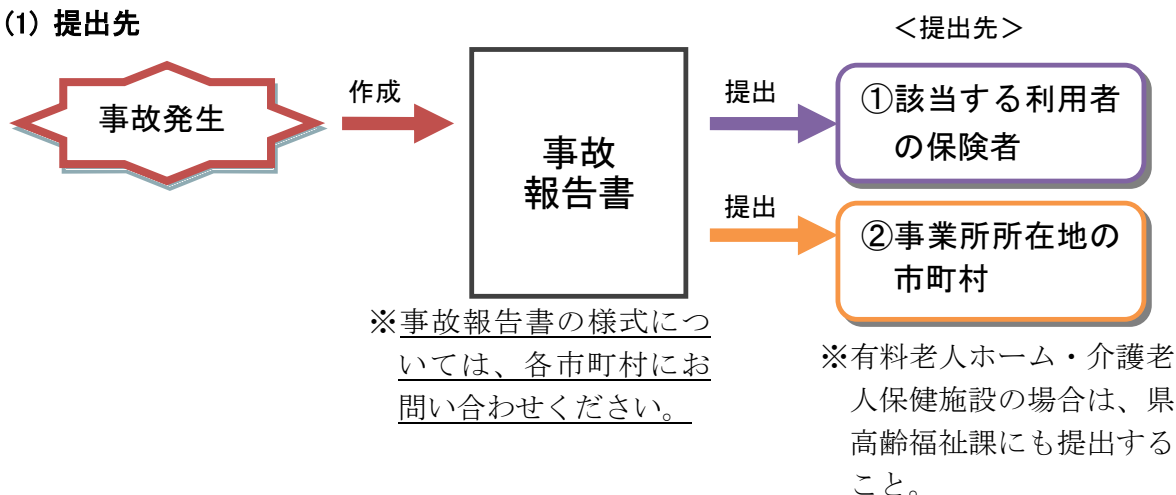 (1) 提出先
＜提出先＞
事故発生
作成
事故
報告書
提出
①該当する利用者
の保険者
提出
②事業所所在地の
市町村
※事故報告書の様式につ
いては、各市町村にお
問い合わせください。
※有料老人ホーム・介護老
人保健施設の場合は、県
高齢福祉課にも提出する
こと。